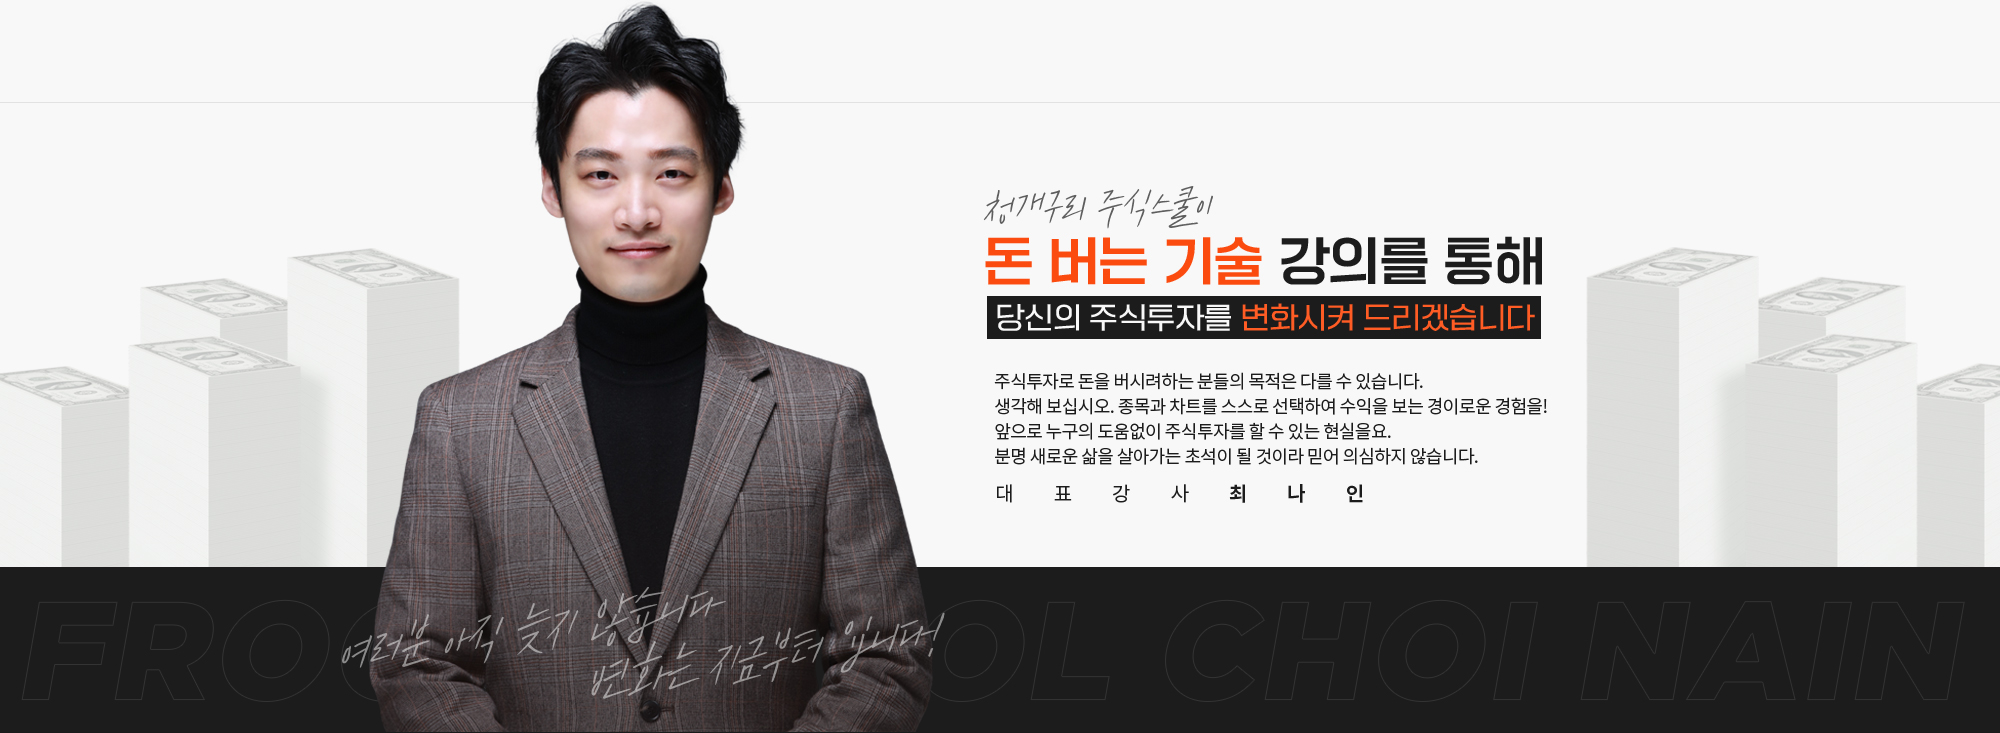 청개구리 주식스쿨이
돈 버는 기술 강의를 통해
당신의 주식투자를 변화시켜 드리겠습니다
주식투자로 돈을 버시려하는 분들의 목적은 다를 수 있습니다.
생각해 보십시오. 종목과 차트를 스스로 선택하여 수익을 보는 경이로운 경험을!
앞으로 누구의 도움없이 주식투자를 할 수 있는 현실을요.
분명 새로운 삶을 살아가는 초석이 될 것이라 믿어 의심하지 않습니다.
대 표 강 사 최 나 인
여러분 아직 늦지 않습니다
변화는 지금부터 입니다!
CHOI NAIN